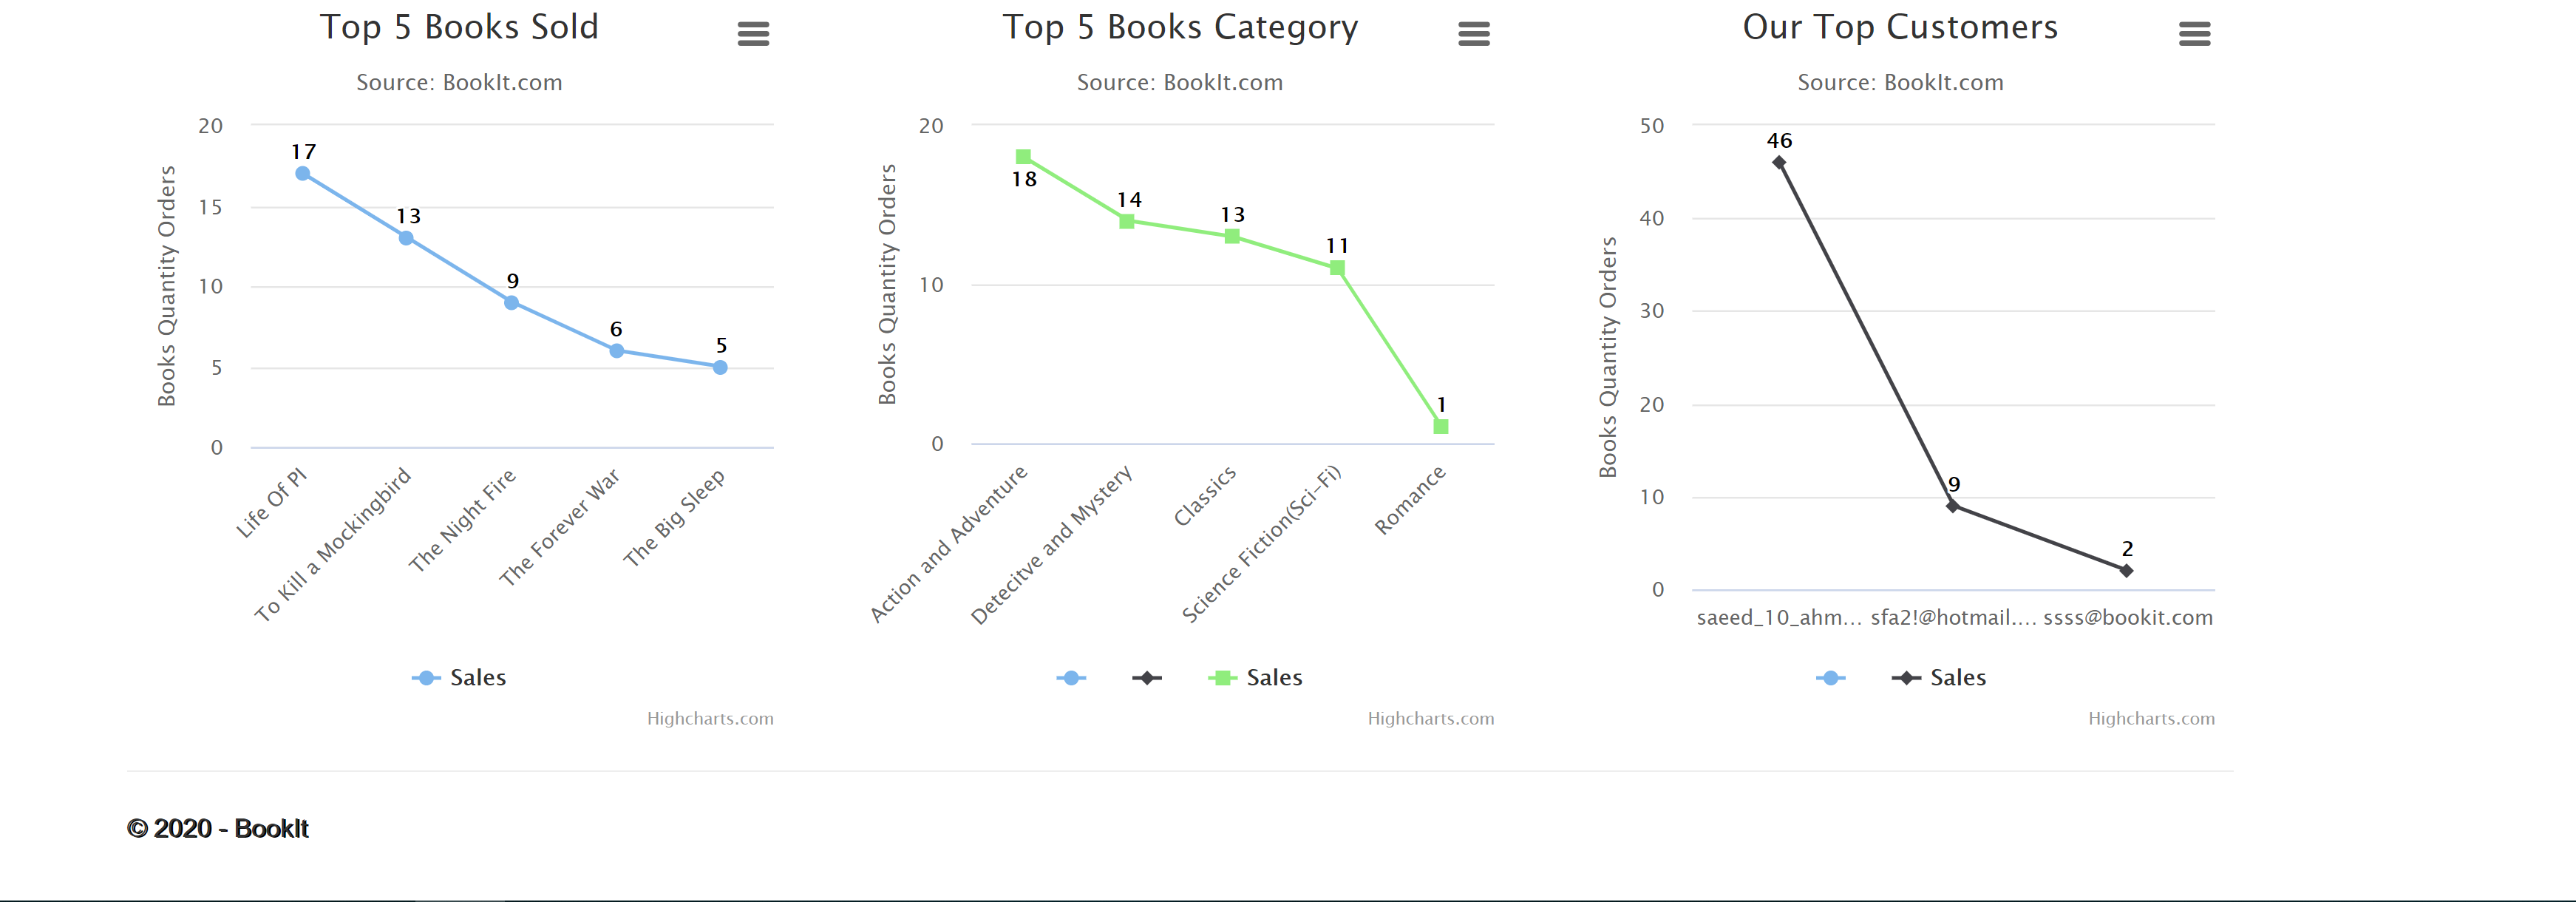 Top 5 Books Sold
Source: BookIt.com
Books Quantity Orders
20
15
10
5
0
17
13
9
6
5
Life Of PI
To Kill a Mockingbird
The Night Fire
The Forever War
The Big Sleep
Sales
Highcharts.com
Top 5 Books Category
Source: BookIt.com
Books Quantity Orders
20
10
0
18
14
13
11
1
Action and Adventure
Detecitve and Mystery
Classics
Science Fiction(Sci-Fi)
Romance
Sales
Highcharts.com
Our Top Customers
Source: BookIt.com
Books Quantity Orders
50
40
30
20
10
0
46
9
2
saeed_10_ahm... sfa2!@hotmail.... ssss@bookit.com
Sales
Highcharts.com
© 2020 - BookIt